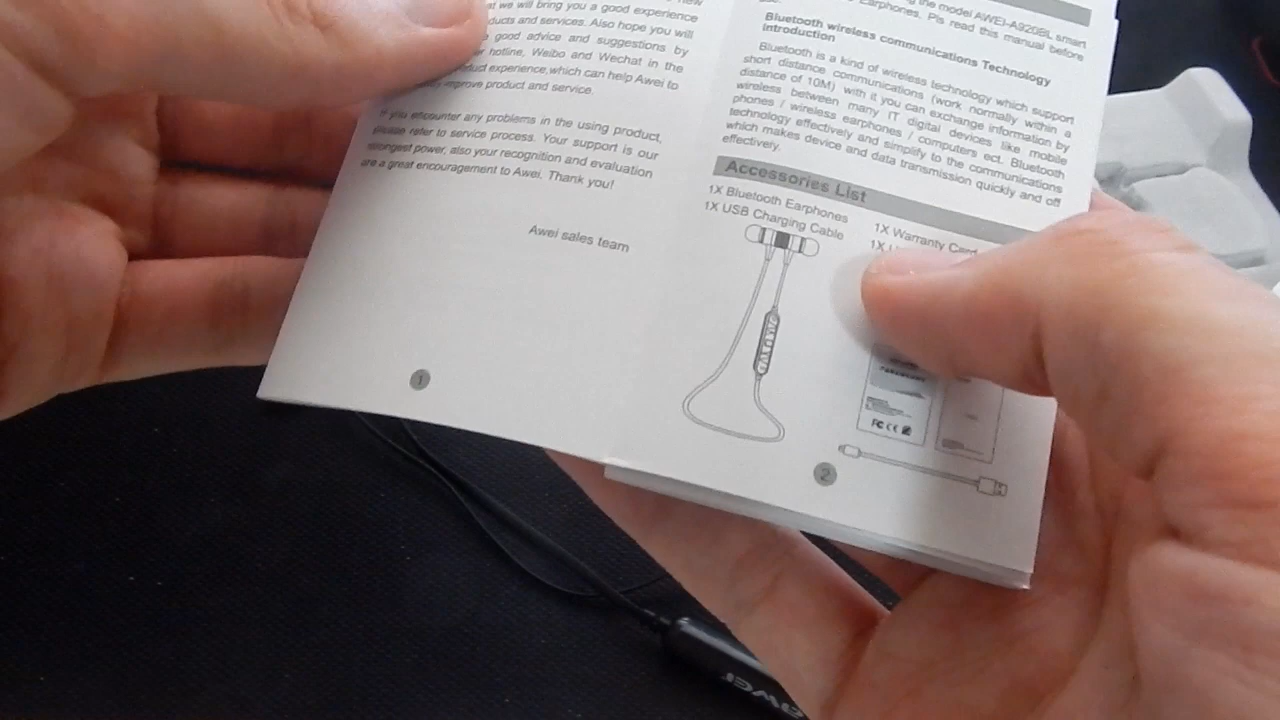 we will bring you a good experience
and services. Also hope you will
good advice and suggestions by
hotline, Weibo and Wechat in the
experience,which can help Awei to
improve product and service.
If you encounter any problems in the using product,
please refer to service process. Your support is our
strongest power, also your recognition and evaluation
are a great encouragement to Awei. Thank you!
Awei sales team
1
the model AWEI-A920BL smart
Earphones. Pls read this manual before
Bluetooth wireless communications Technology
Introduction
Bluetooth is a kind of wireless technology which support
short distance communications (work normally within a
distance of 10M) with it you can exchange information by
wireless between many IT digital devices like mobile
phones / wireless earphones / computers ect. Bluetooth
technology effectively and simplify to the communications
which makes device and data transmission quickly and off
effectively.
Accessories List
1X Bluetooth Earphones
1X USB Charging Cable
1X Warranty Card
1X
FC CE
2
awei